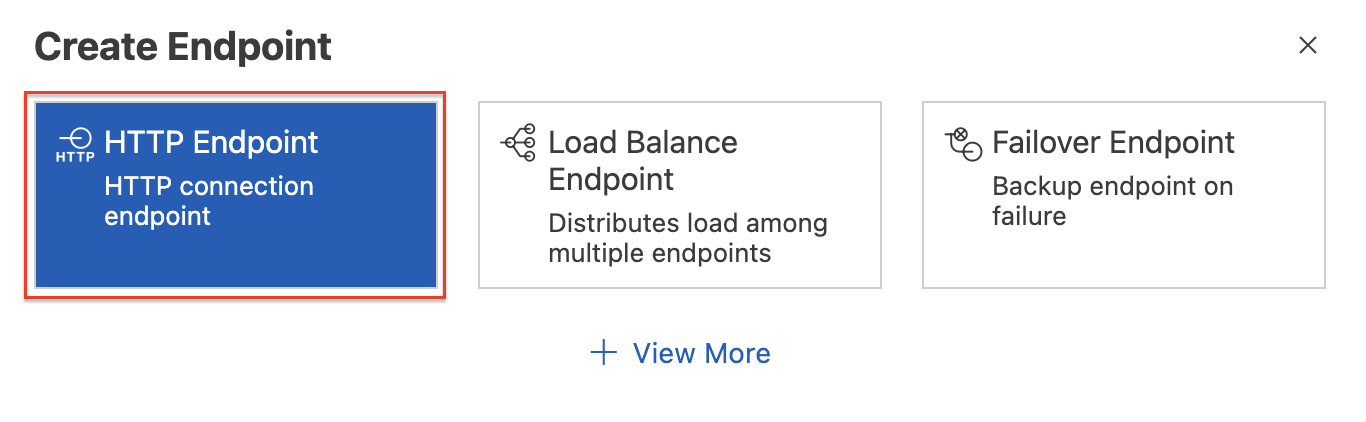 Create Endpoint
HTTP
HTTP Endpoint
HTTP connection
endpoint
Load Balance
Endpoint
Distributes load among
multiple endpoints
Failover Endpoint
Backup endpoint on
failure
View More